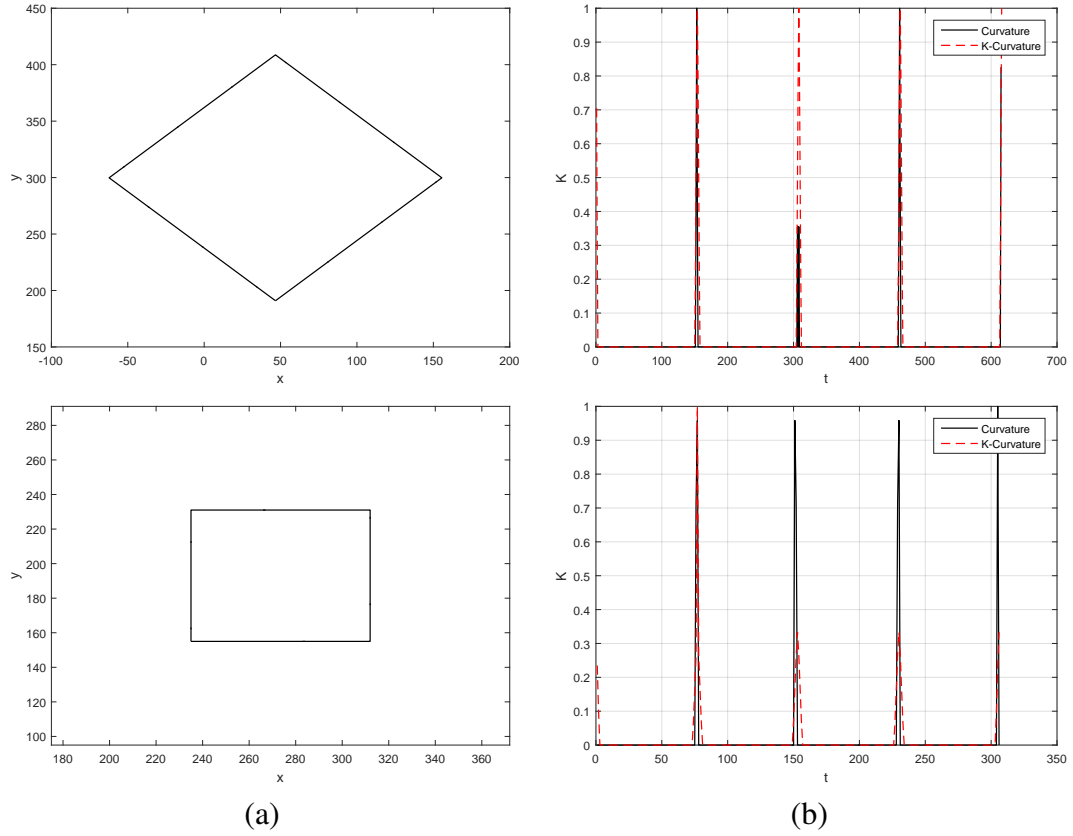 450
400
350
300
250
200
150
-100 -50 0 50 100 150 200
x
y
1
0.9
0.8
0.7
0.6
0.5
0.4
0.3
0.2
0.1
0
0 100 200 300 400 500 600 700
t
K
Curvature
K-Curvature
280
260
240
220
200
180
160
140
120
100
180 200 220 240 260 280 300 320 340 360
x
y
1
0.9
0.8
0.7
0.6
0.5
0.4
0.3
0.2
0.1
0
0 50 100 150 200 250 300 350
t
K
Curvature
K-Curvature
(a) (b)